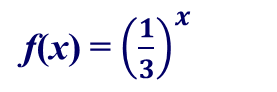 f(x) = (1/3)^x